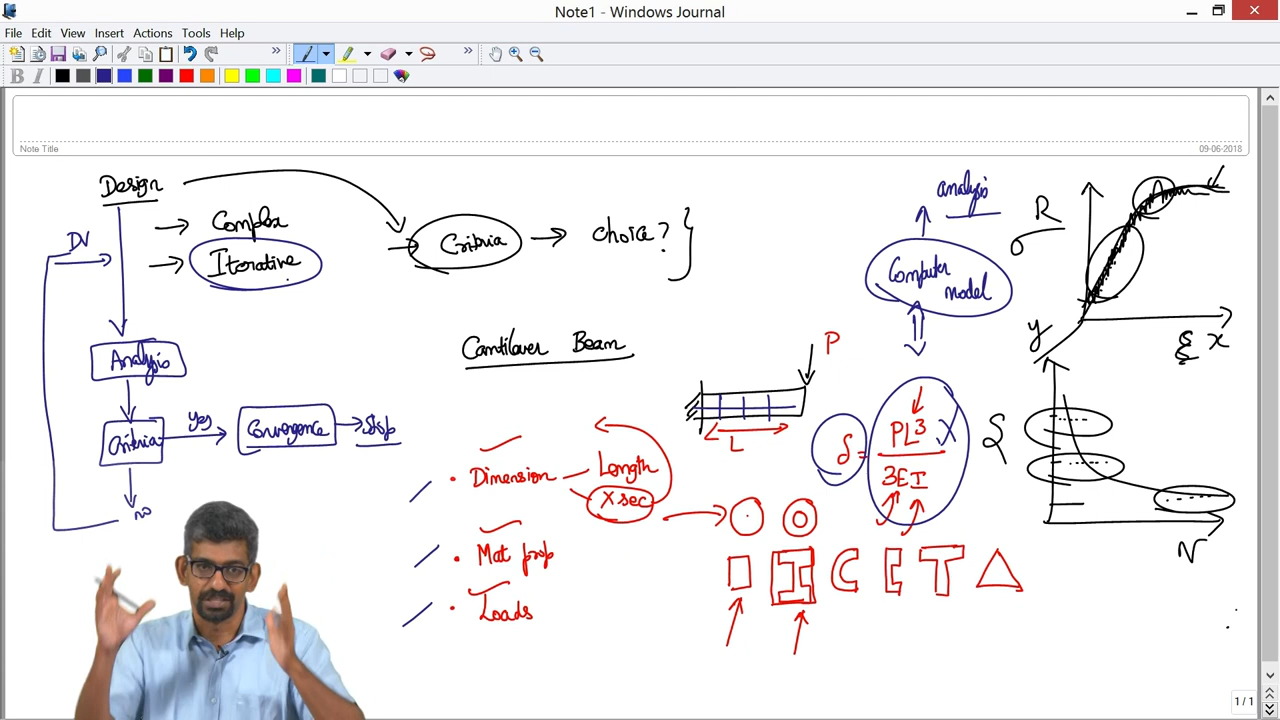 Note1 - Windows Journal
File Edit View Insert Actions Tools Help
Note Title
09-06-2018
Design
Complex
Iterative
DV
Analysis
Criteria
yes
Convergence
Stop
no
Criteria
choice?
Cantilever Beam
P
L
Dimension
Length
Xsec
Mat prop
Loads
analysis
Computer
model
δ = PL³
3EI
R
σ
ξ x
y
δ
N
1 / 1